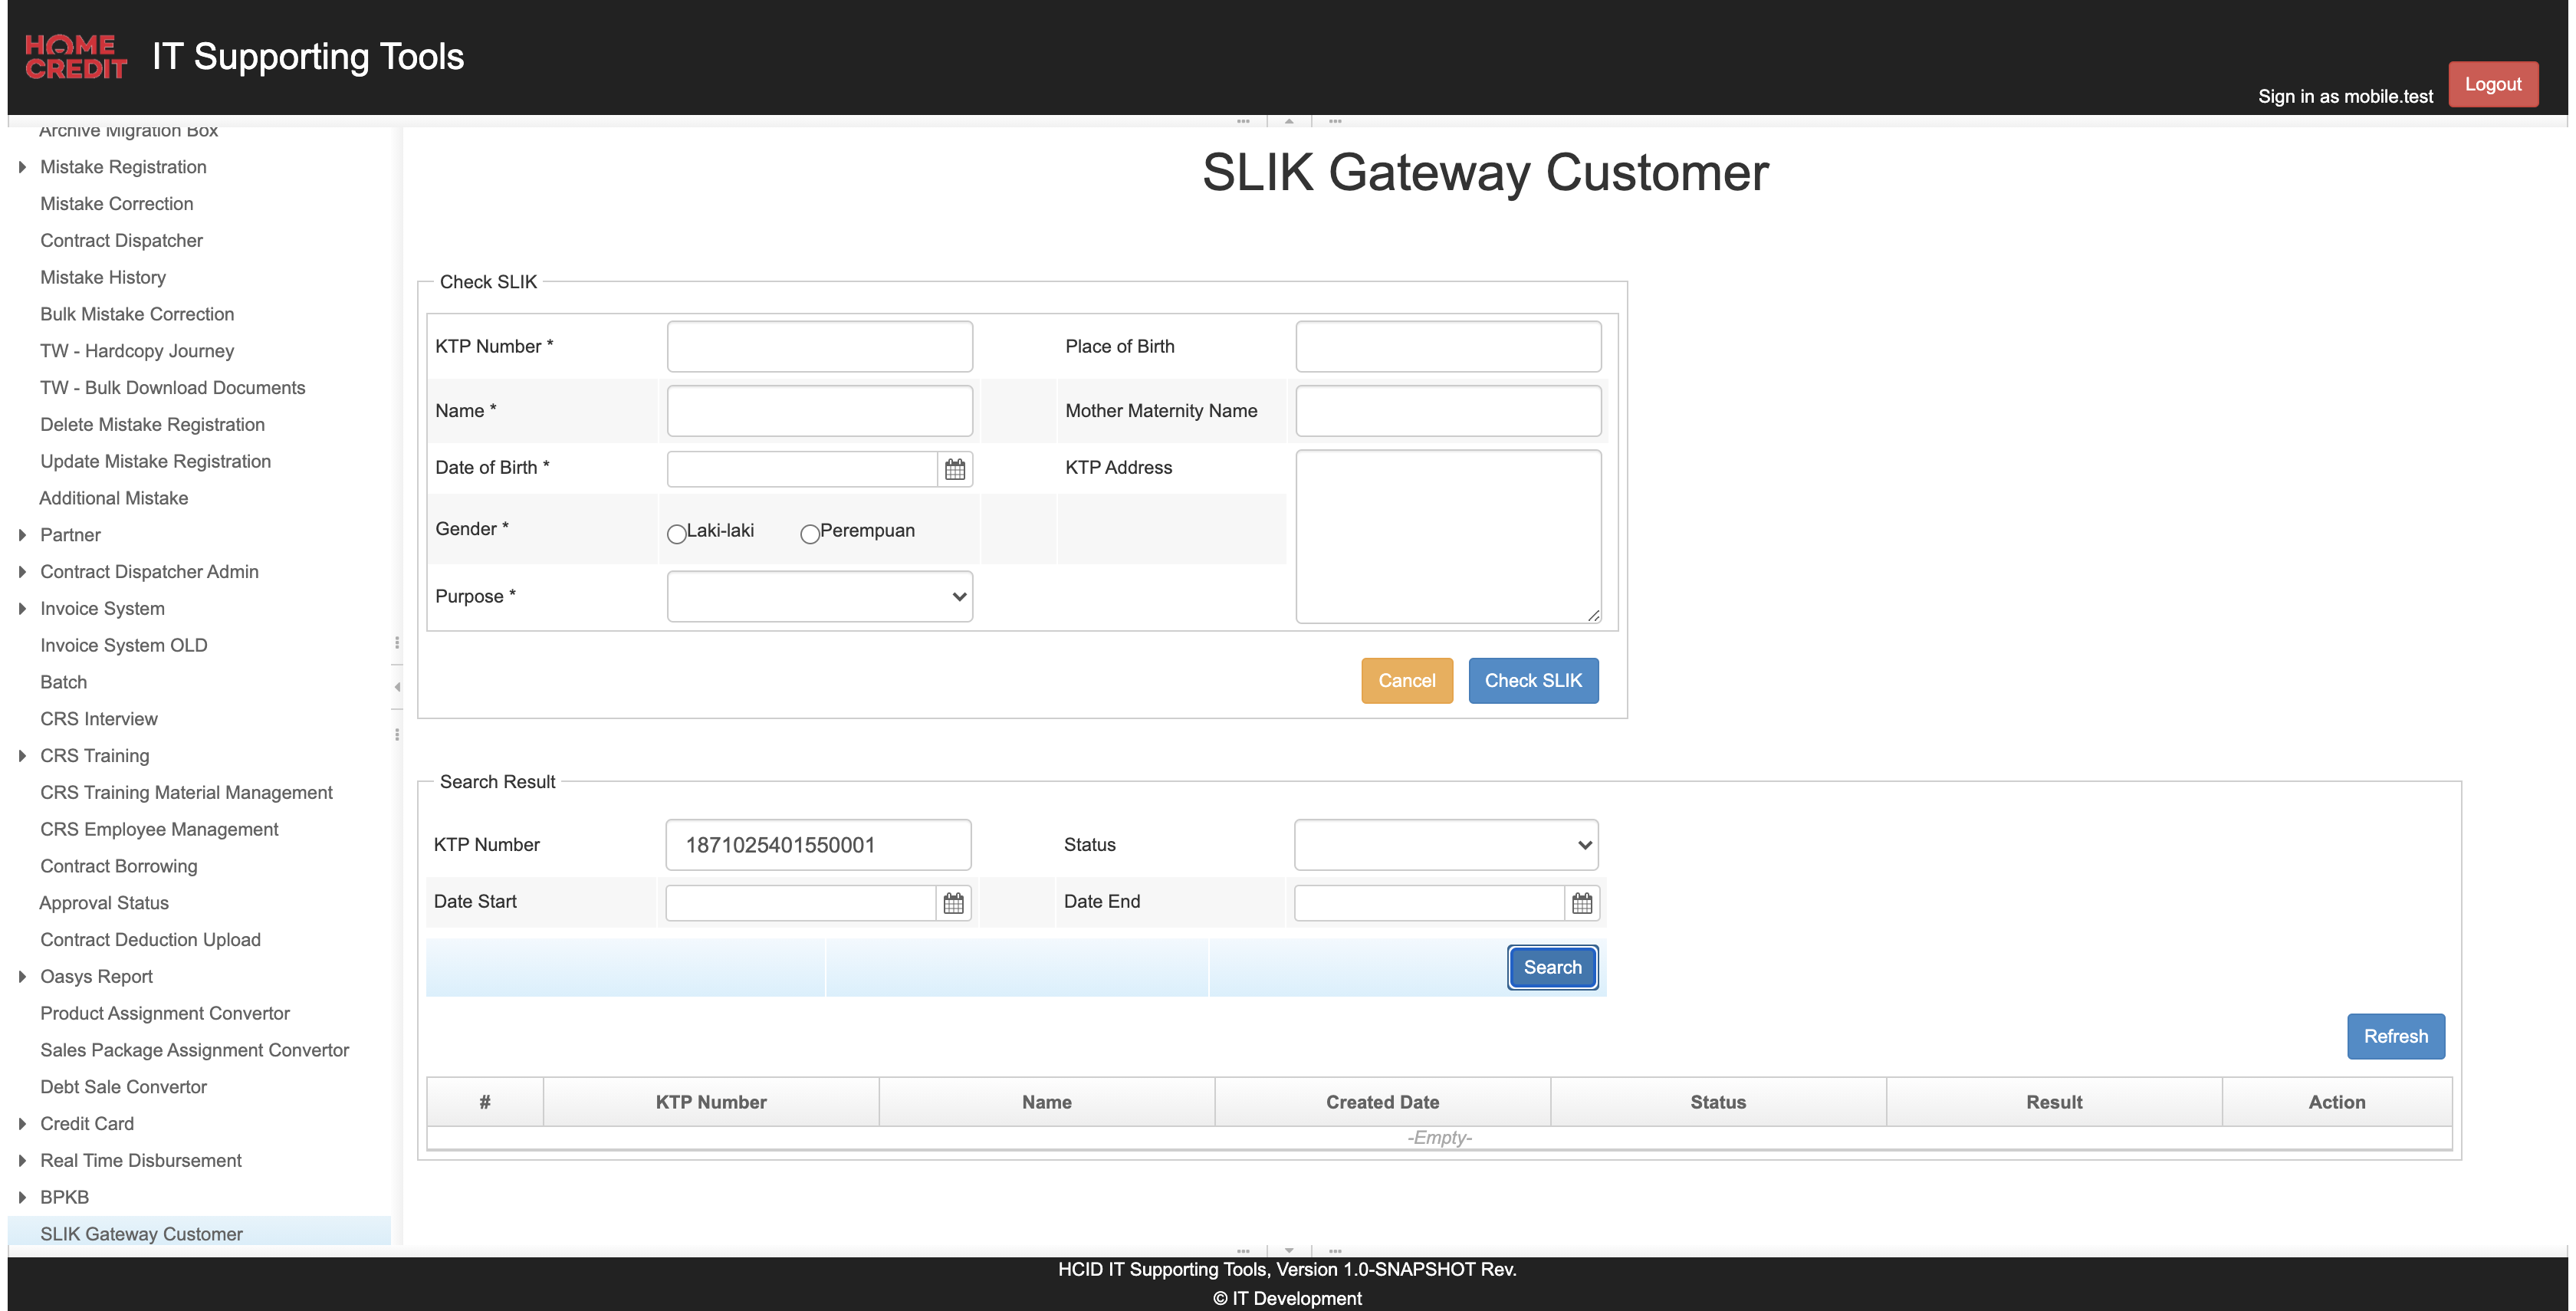 HOME
CREDIT
IT Supporting Tools
Sign in as mobile.test
Logout
Archive Migration Box
Mistake Registration
Mistake Correction
Contract Dispatcher
Mistake History
Bulk Mistake Correction
TW - Hardcopy Journey
TW - Bulk Download Documents
Delete Mistake Registration
Update Mistake Registration
Additional Mistake
Partner
Contract Dispatcher Admin
Invoice System
Invoice System OLD
Batch
CRS Interview
CRS Training
CRS Training Material Management
CRS Employee Management
Contract Borrowing
Approval Status
Contract Deduction Upload
Oasys Report
Product Assignment Convertor
Sales Package Assignment Convertor
Debt Sale Convertor
Credit Card
Real Time Disbursement
BPKB
SLIK Gateway Customer
SLIK Gateway Customer
Check SLIK
KTP Number *
Place of Birth
Name *
Mother Maternity Name
Date of Birth *
KTP Address
Gender *
Laki-laki
Perempuan
Purpose *
Cancel
Check SLIK
Search Result
KTP Number
1871025401550001
Status
Date Start
Date End
Search
Refresh
# KTP Number Name Created Date Status Result Action
-Empty-
HCID IT Supporting Tools, Version 1.0-SNAPSHOT Rev.
© IT Development